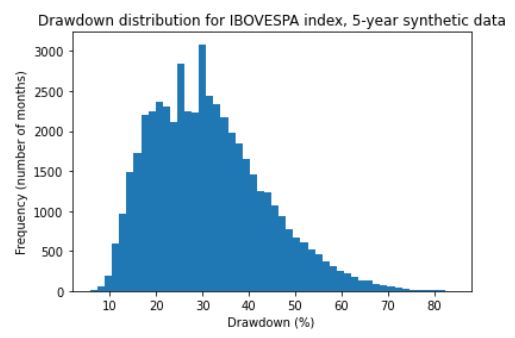 Drawdown distribution for IBOVESPA index, 5-year synthetic data
3000
2500
2000
1500
1000
500
0
Frequency (number of months)
10 20 30 40 50 60 70 80
Drawdown (%)